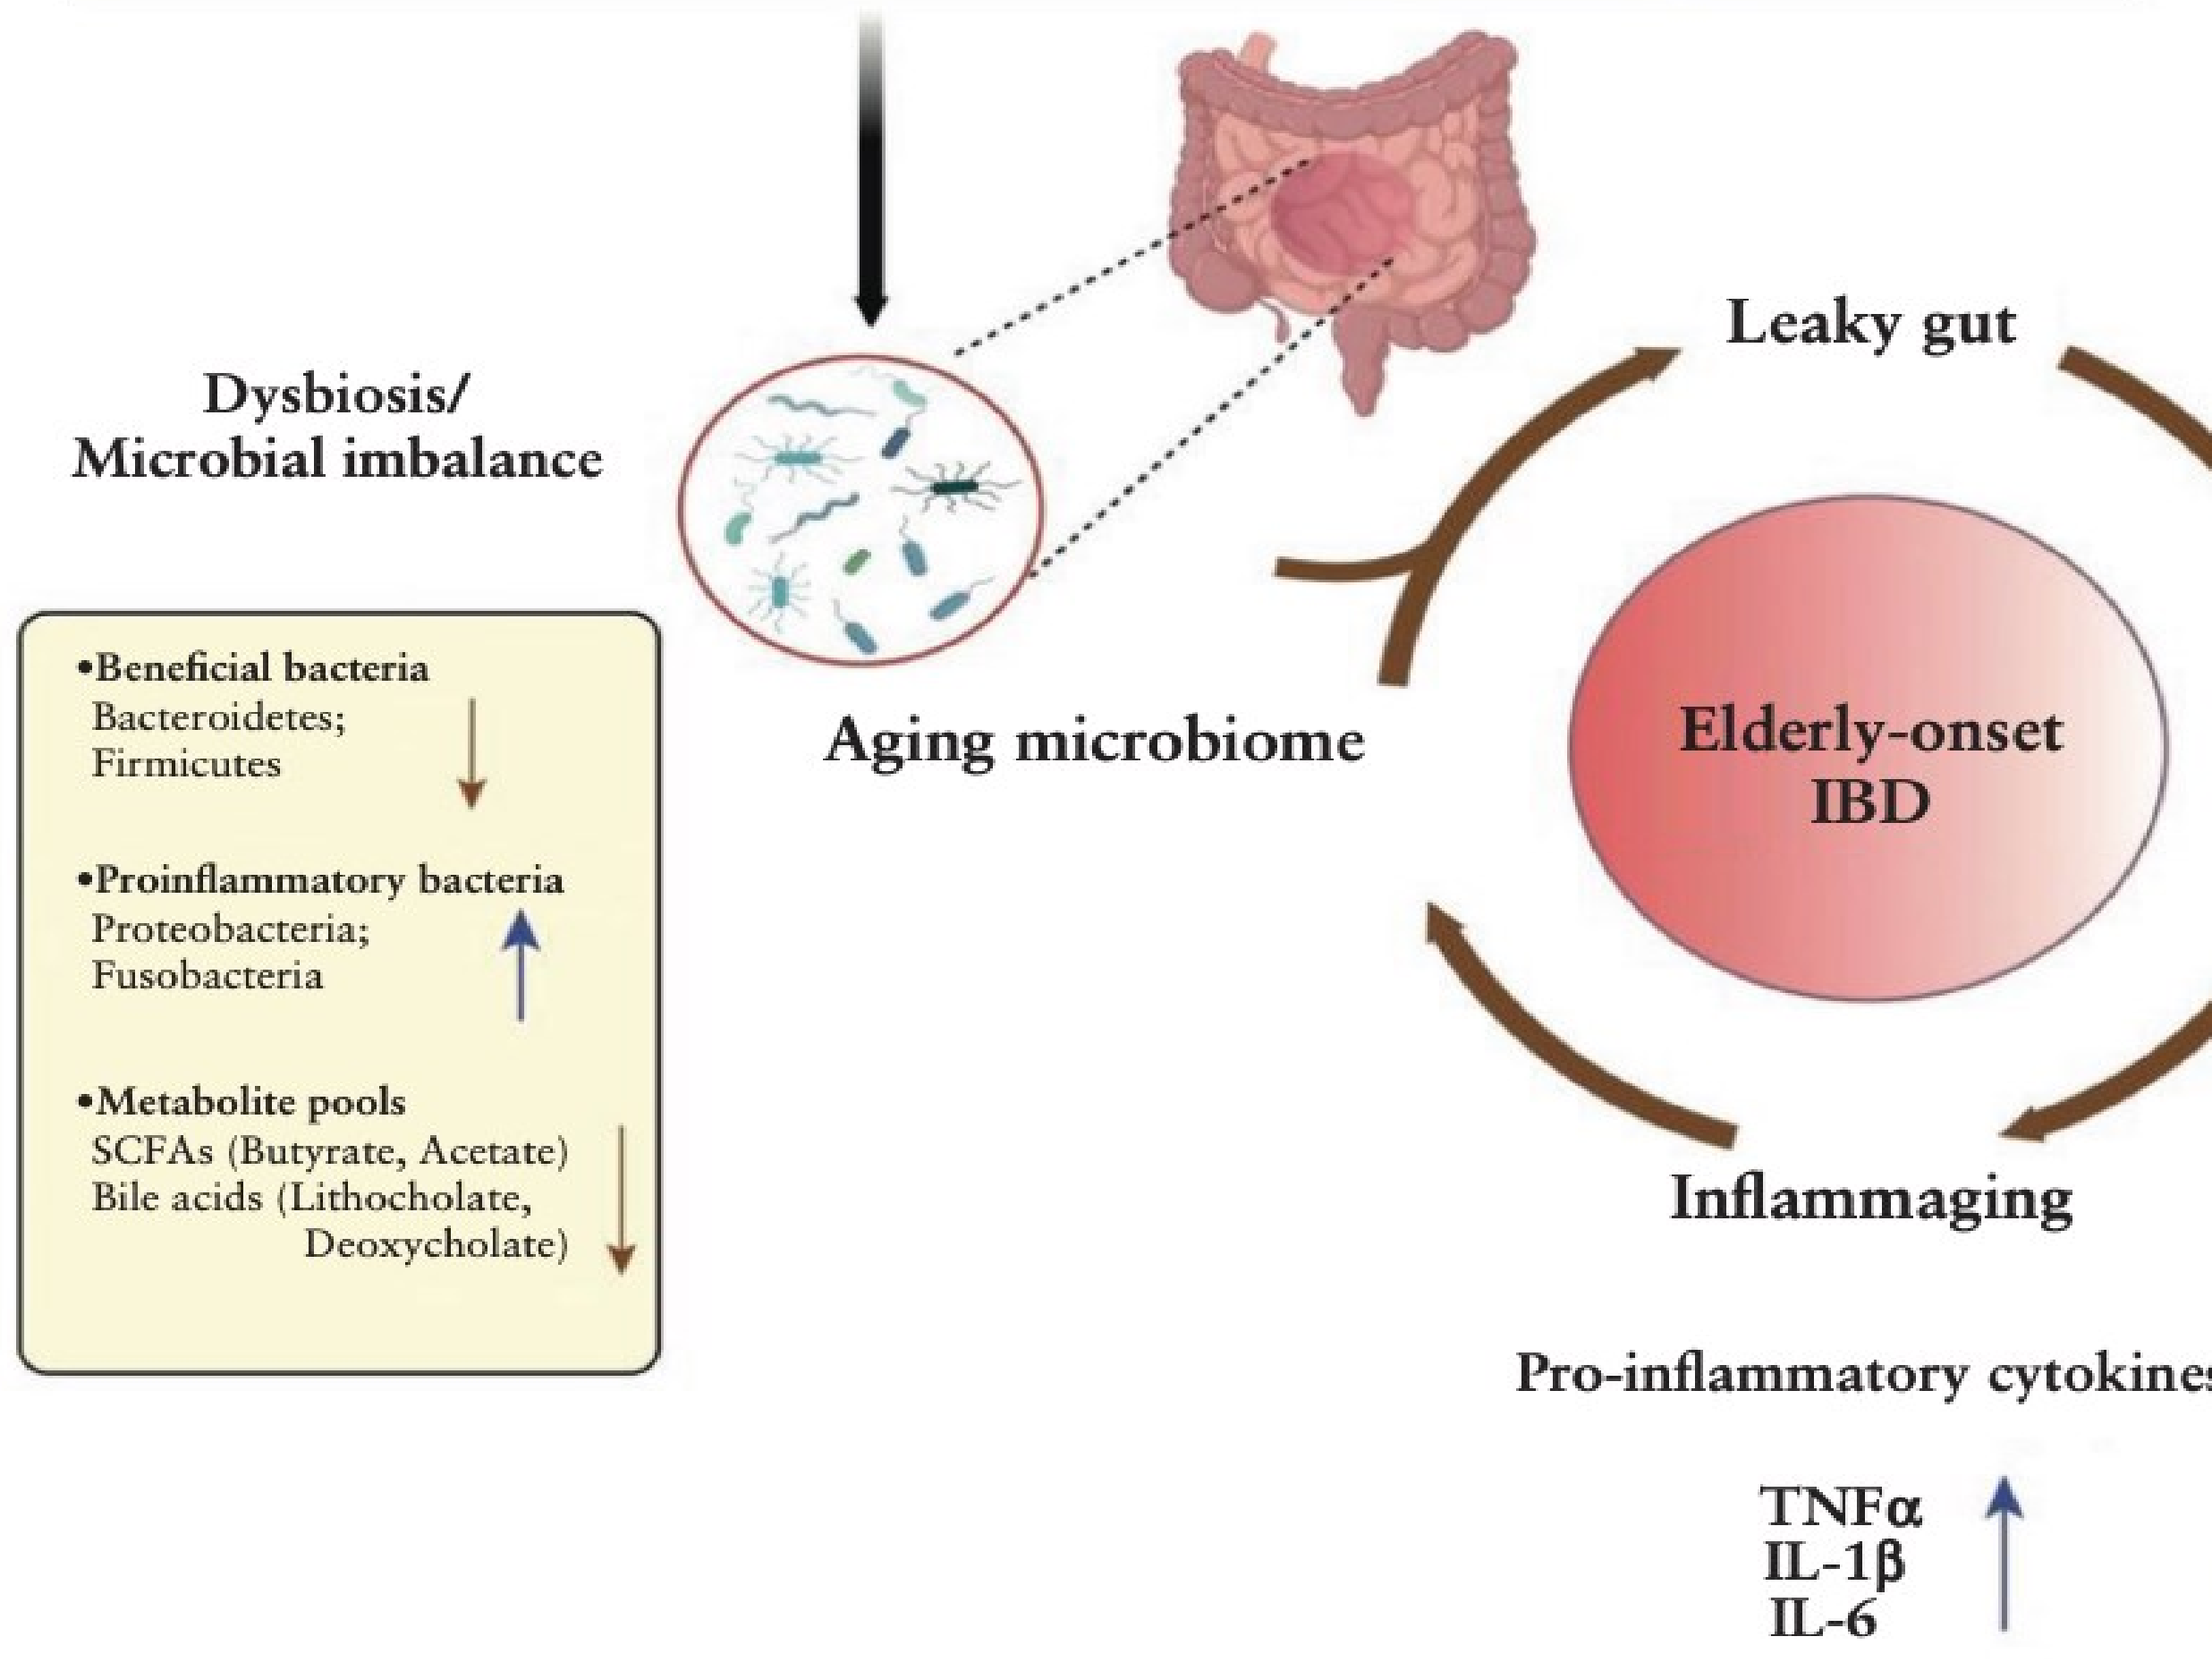 Leaky gut
Dysbiosis/
Microbial imbalance
•Beneficial bacteria
Bacteroidetes;
Firmicutes
•Proinflammatory bacteria
Proteobacteria;
Fusobacteria
•Metabolite pools
SCFAs (Butyrate, Acetate)
Bile acids (Lithocholate,
Deoxycholate)
Aging microbiome
Elderly-onset
IBD
Inflammaging
Pro-inflammatory cytokines
TNFα
IL-1β
IL-6